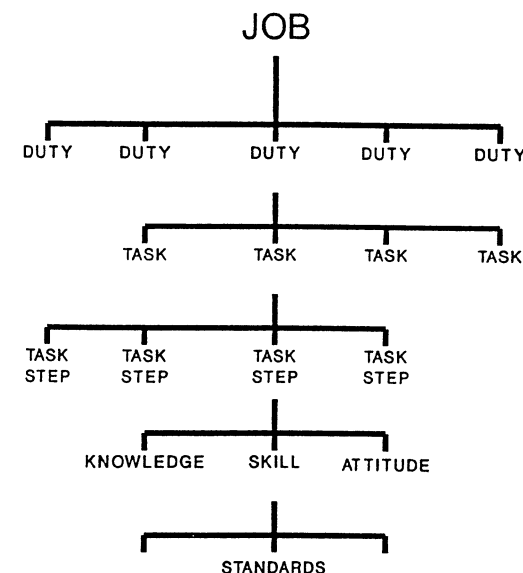 JOB
DUTY DUTY DUTY DUTY DUTY
TASK TASK TASK TASK
TASK TASK TASK TASK
STEP STEP STEP STEP
KNOWLEDGE SKILL ATTITUDE
STANDARDS